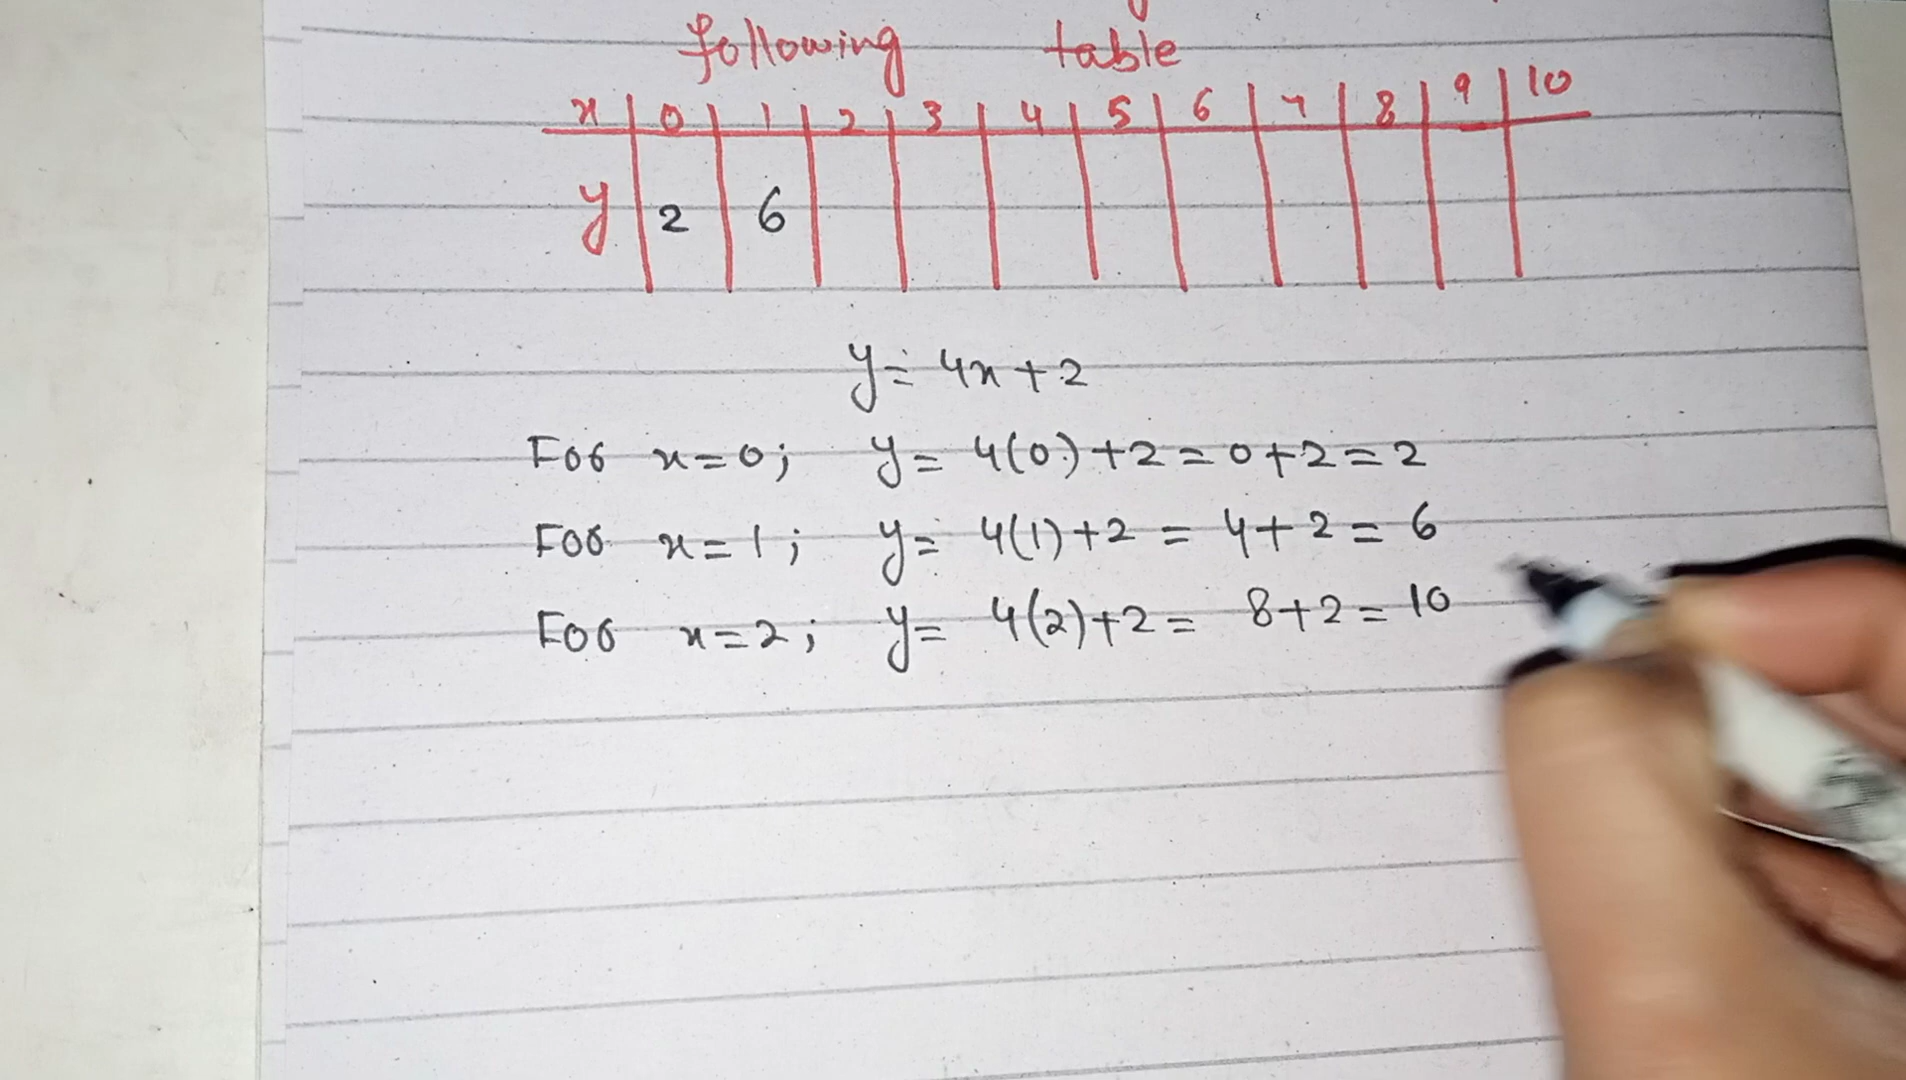 following table
x 0 1 2 3 4 5 6 7 8 9 10
y 2 6
y = 4x + 2
For x = 0; y = 4(0) + 2 = 0 + 2 = 2
For x = 1; y = 4(1) + 2 = 4 + 2 = 6
For x = 2; y = 4(2) + 2 = 8 + 2 = 10